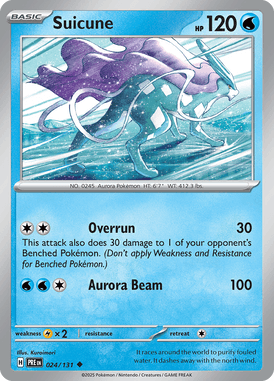 BASIC
Suicune
HP 120
NO. 0245 Aurora Pokémon. HT: 6'7" WT: 412.3 lbs.
Overrun 30
This attack also does 30 damage to 1 of your opponent's
Benched Pokémon. (Don't apply Weakness and Resistance
for Benched Pokémon.)
Aurora Beam 100
weakness ×2 resistance retreat
Illus. Kuroimori
H PRE EN 024/131
It races around the world to purify fouled
water. It dashes away with the north wind.
©2025 Pokémon / Nintendo / Creatures / GAME FREAK